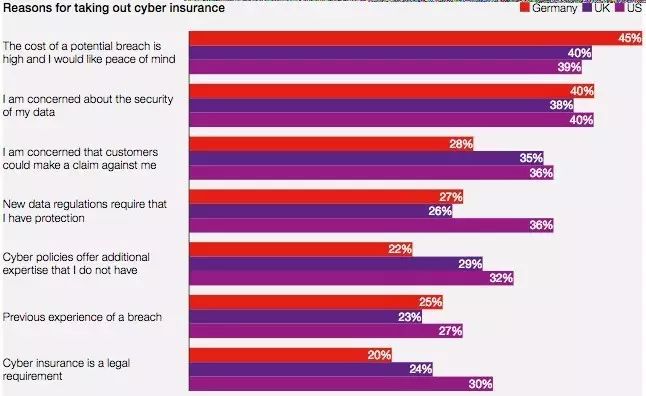 Reasons for taking out cyber insurance
Germany UK US
The cost of a potential breach is
high and I would like peace of mind
45%
40%
39%
I am concerned about the security
of my data
40%
38%
40%
I am concerned that customers
could make a claim against me
28%
35%
36%
New data regulations require that
I have protection
27%
26%
36%
Cyber policies offer additional
expertise that I do not have
22%
29%
32%
Previous experience of a breach
25%
23%
27%
Cyber insurance is a legal
requirement
20%
24%
30%